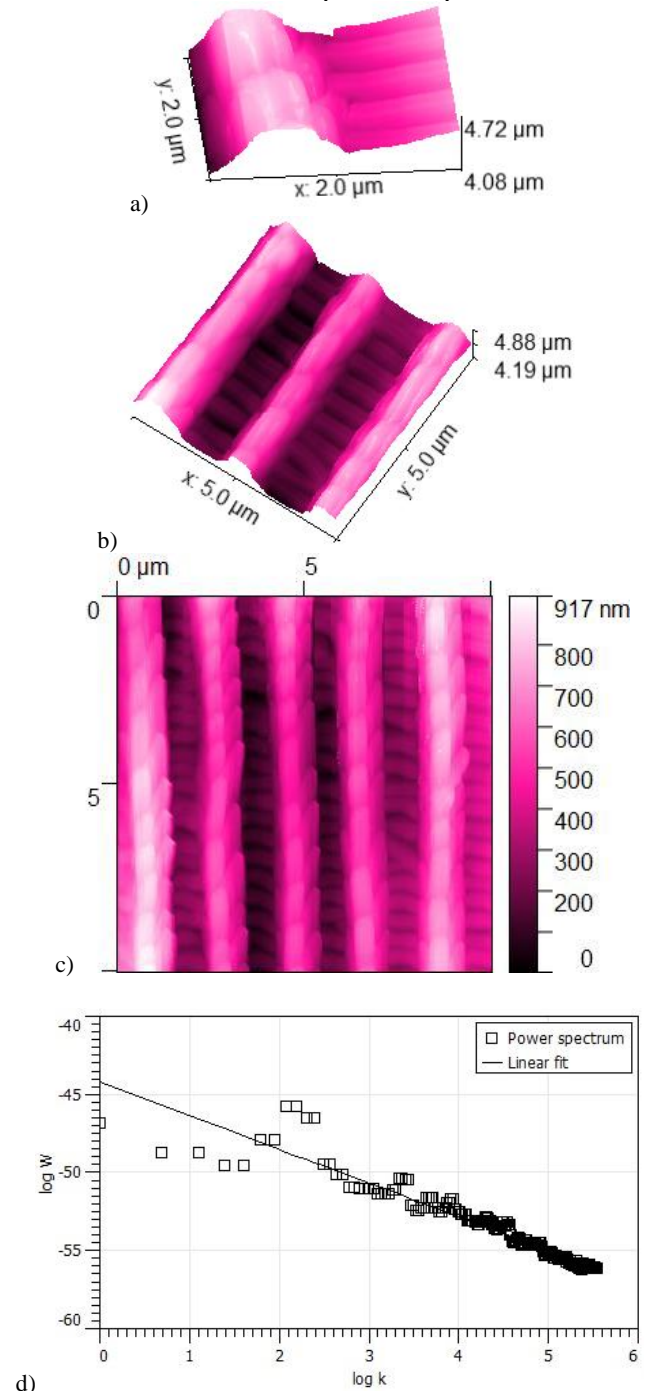 y: 2.0 µm
x: 2.0 µm
4.72 µm
4.08 µm
a)
x: 5.0 µm
y: 5.0 µm
4.88 µm
4.19 µm
b)
0 µm 5
0
5
917 nm
800
700
600
500
400
300
200
0
c)
-40
-45
-50
-55
-60
log W
Power spectrum
Linear fit
0 1 2 3 4 5 6
log k
d)